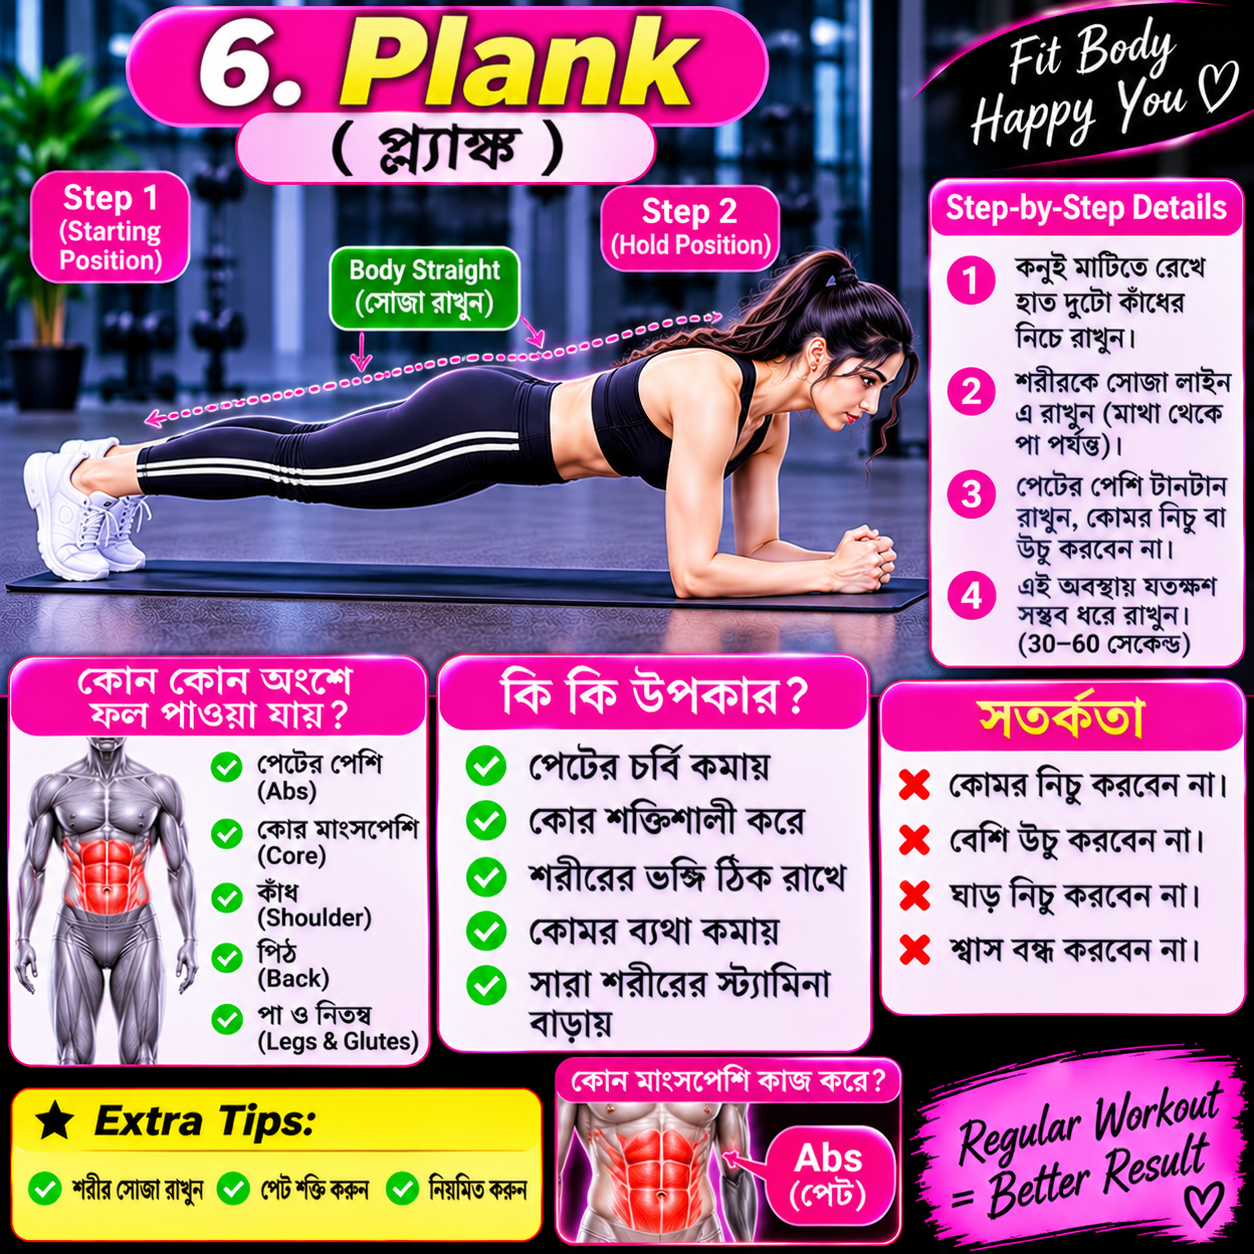 6. Plank
( প্ল্যাঙ্ক )
Fit Body
Happy You
Step 1
(Starting
Position)
Step 2
(Hold Position)
Body Straight
(সোজা রাখুন)
Step-by-Step Details
1
কনুই মাটিতে রেখে
হাত দুটো কাঁধের
নিচে রাখুন।
2
শরীরকে সোজা লাইন
এ রাখুন (মাথা থেকে
পা পর্যন্ত)।
3
পেটের পেশি টানটান
রাখুন, কোমর নিচু বা
উচু করবেন না।
4
এই অবস্থায় যতক্ষশ
সম্ভব ধরে রাখুন।
(30–60 সেকেন্ড)
কোন কোন অংশে
ফল পাওয়া যায়?
পেটের পেশি
(Abs)
কোর মাংসপেশি
(Core)
কাঁধ
(Shoulder)
পিঠ
(Back)
পা ও নিতম্ব
(Legs & Glutes)
কি কি উপকার?
পেটের চর্বি কমায়
কোর শক্তিশালী করে
শরীরের ভঙ্গি ঠিক রাখে
কোমর ব্যথা কমায়
সারা শরীরের স্ট্যামিনা
বাড়ায়
সতর্কতা
কোমর নিচু করবেন না।
বেশি উচু করবেন না।
ঘাড় নিচু করবেন না।
শ্বাস বন্ধ করবেন না।
Extra Tips:
শরীর সোজা রাখুন
পেট শক্তি করুন
নিয়মিত করুন
কোন মাংসপেশি কাজ করে?
Abs
(পেট)
Regular Workout
= Better Result